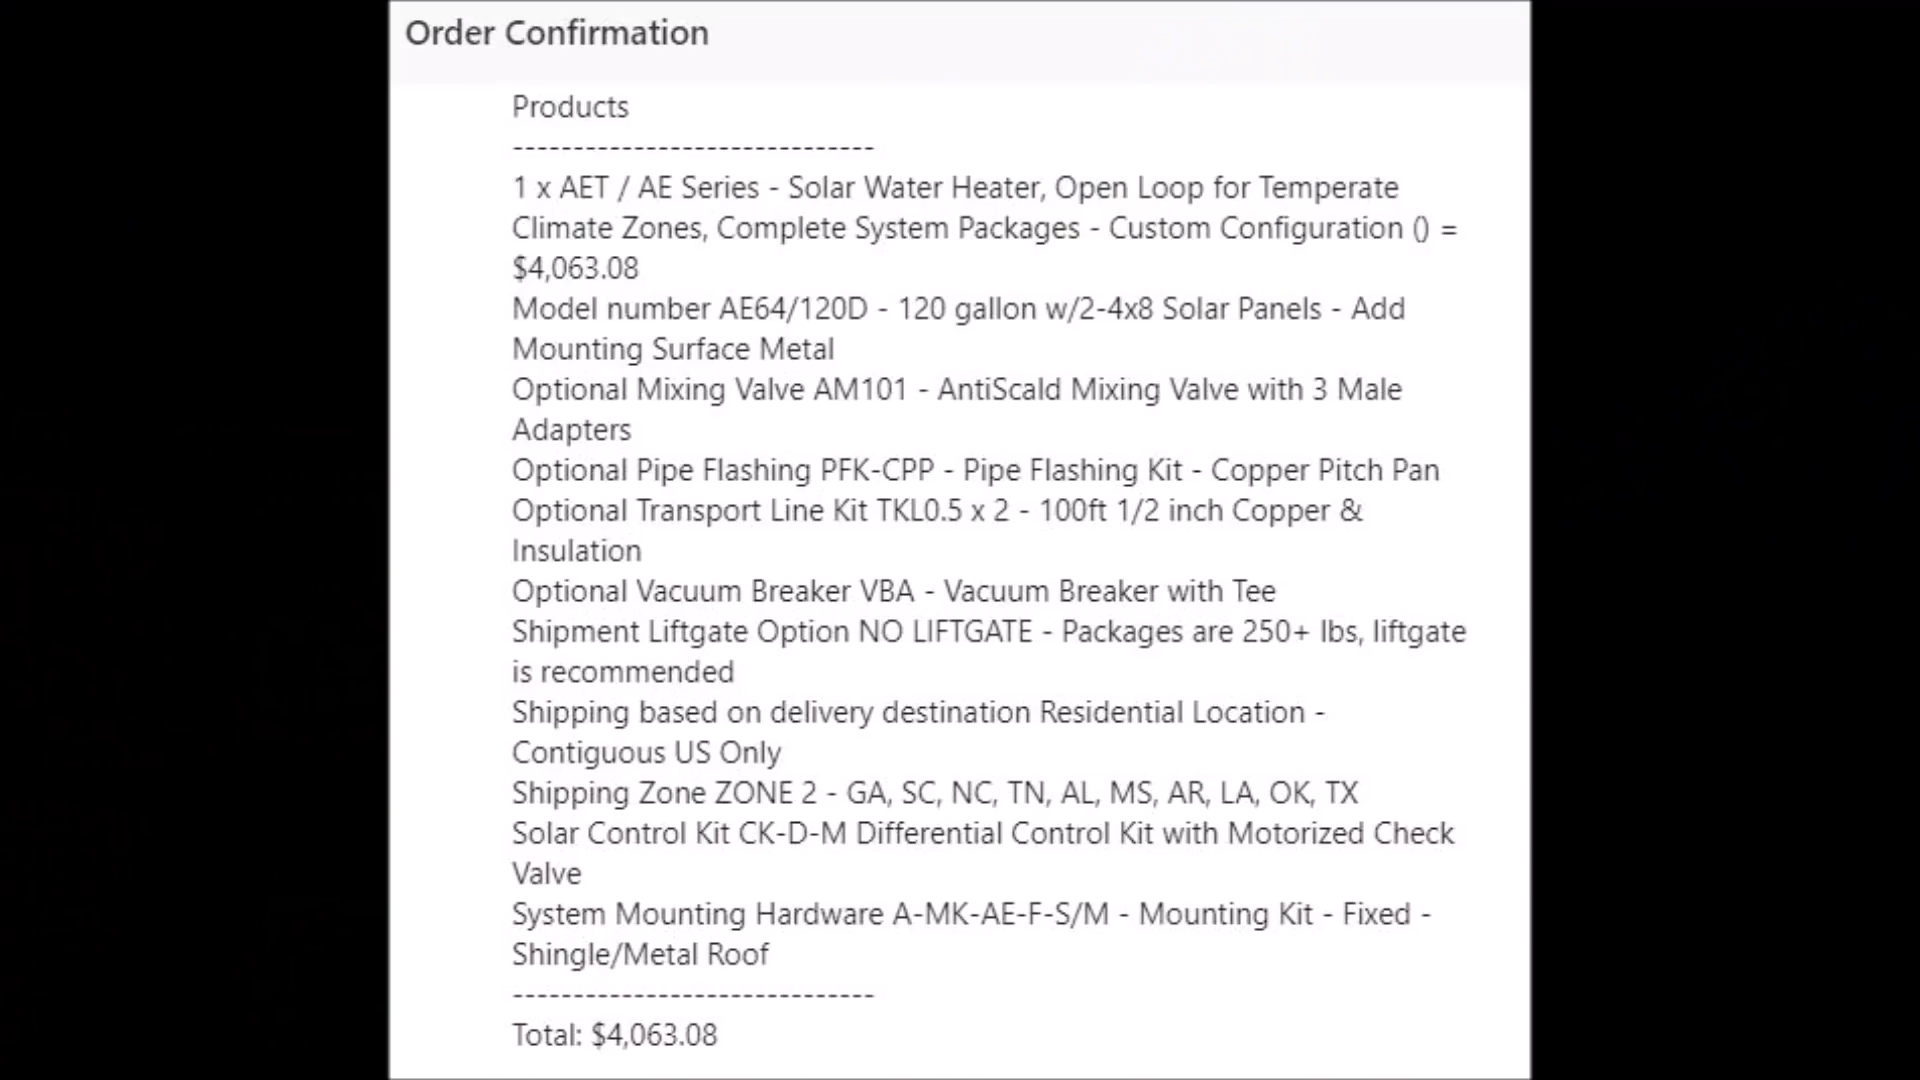 Order Confirmation
Products
------------------------------
1 x AET / AE Series - Solar Water Heater, Open Loop for Temperate
Climate Zones, Complete System Packages - Custom Configuration () =
$4,063.08
Model number AE64/120D - 120 gallon w/2-4x8 Solar Panels - Add
Mounting Surface Metal
Optional Mixing Valve AM101 - AntiScald Mixing Valve with 3 Male
Adapters
Optional Pipe Flashing PFK-CPP - Pipe Flashing Kit - Copper Pitch Pan
Optional Transport Line Kit TKL0.5 x 2 - 100ft 1/2 inch Copper &
Insulation
Optional Vacuum Breaker VBA - Vacuum Breaker with Tee
Shipment Liftgate Option NO LIFTGATE - Packages are 250+ lbs, liftgate
is recommended
Shipping based on delivery destination Residential Location -
Contiguous US Only
Shipping Zone ZONE 2 - GA, SC, NC, TN, AL, MS, AR, LA, OK, TX
Solar Control Kit CK-D-M Differential Control Kit with Motorized Check
Valve
System Mounting Hardware A-MK-AE-F-S/M - Mounting Kit - Fixed -
Shingle/Metal Roof
------------------------------
Total: $4,063.08